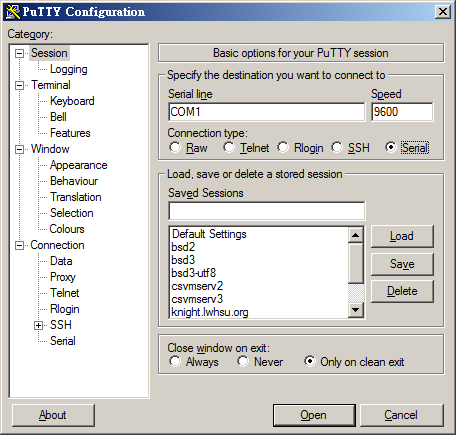 PuTTY Configuration
Category:
Session
Logging
Terminal
Keyboard
Bell
Features
Window
Appearance
Behaviour
Translation
Selection
Colours
Connection
Data
Proxy
Telnet
Rlogin
SSH
Serial
Basic options for your PuTTY session
Specify the destination you want to connect to
Serial line Speed
COM1 9600
Connection type:
Raw Telnet Rlogin SSH Serial
Load, save or delete a stored session
Saved Sessions
Default Settings
bsd2
bsd3
bsd3-utf8
csvmserv2
csvmserv3
knight.lwhsu.org
Load
Save
Delete
Close window on exit:
Always Never Only on clean exit
About Open Cancel